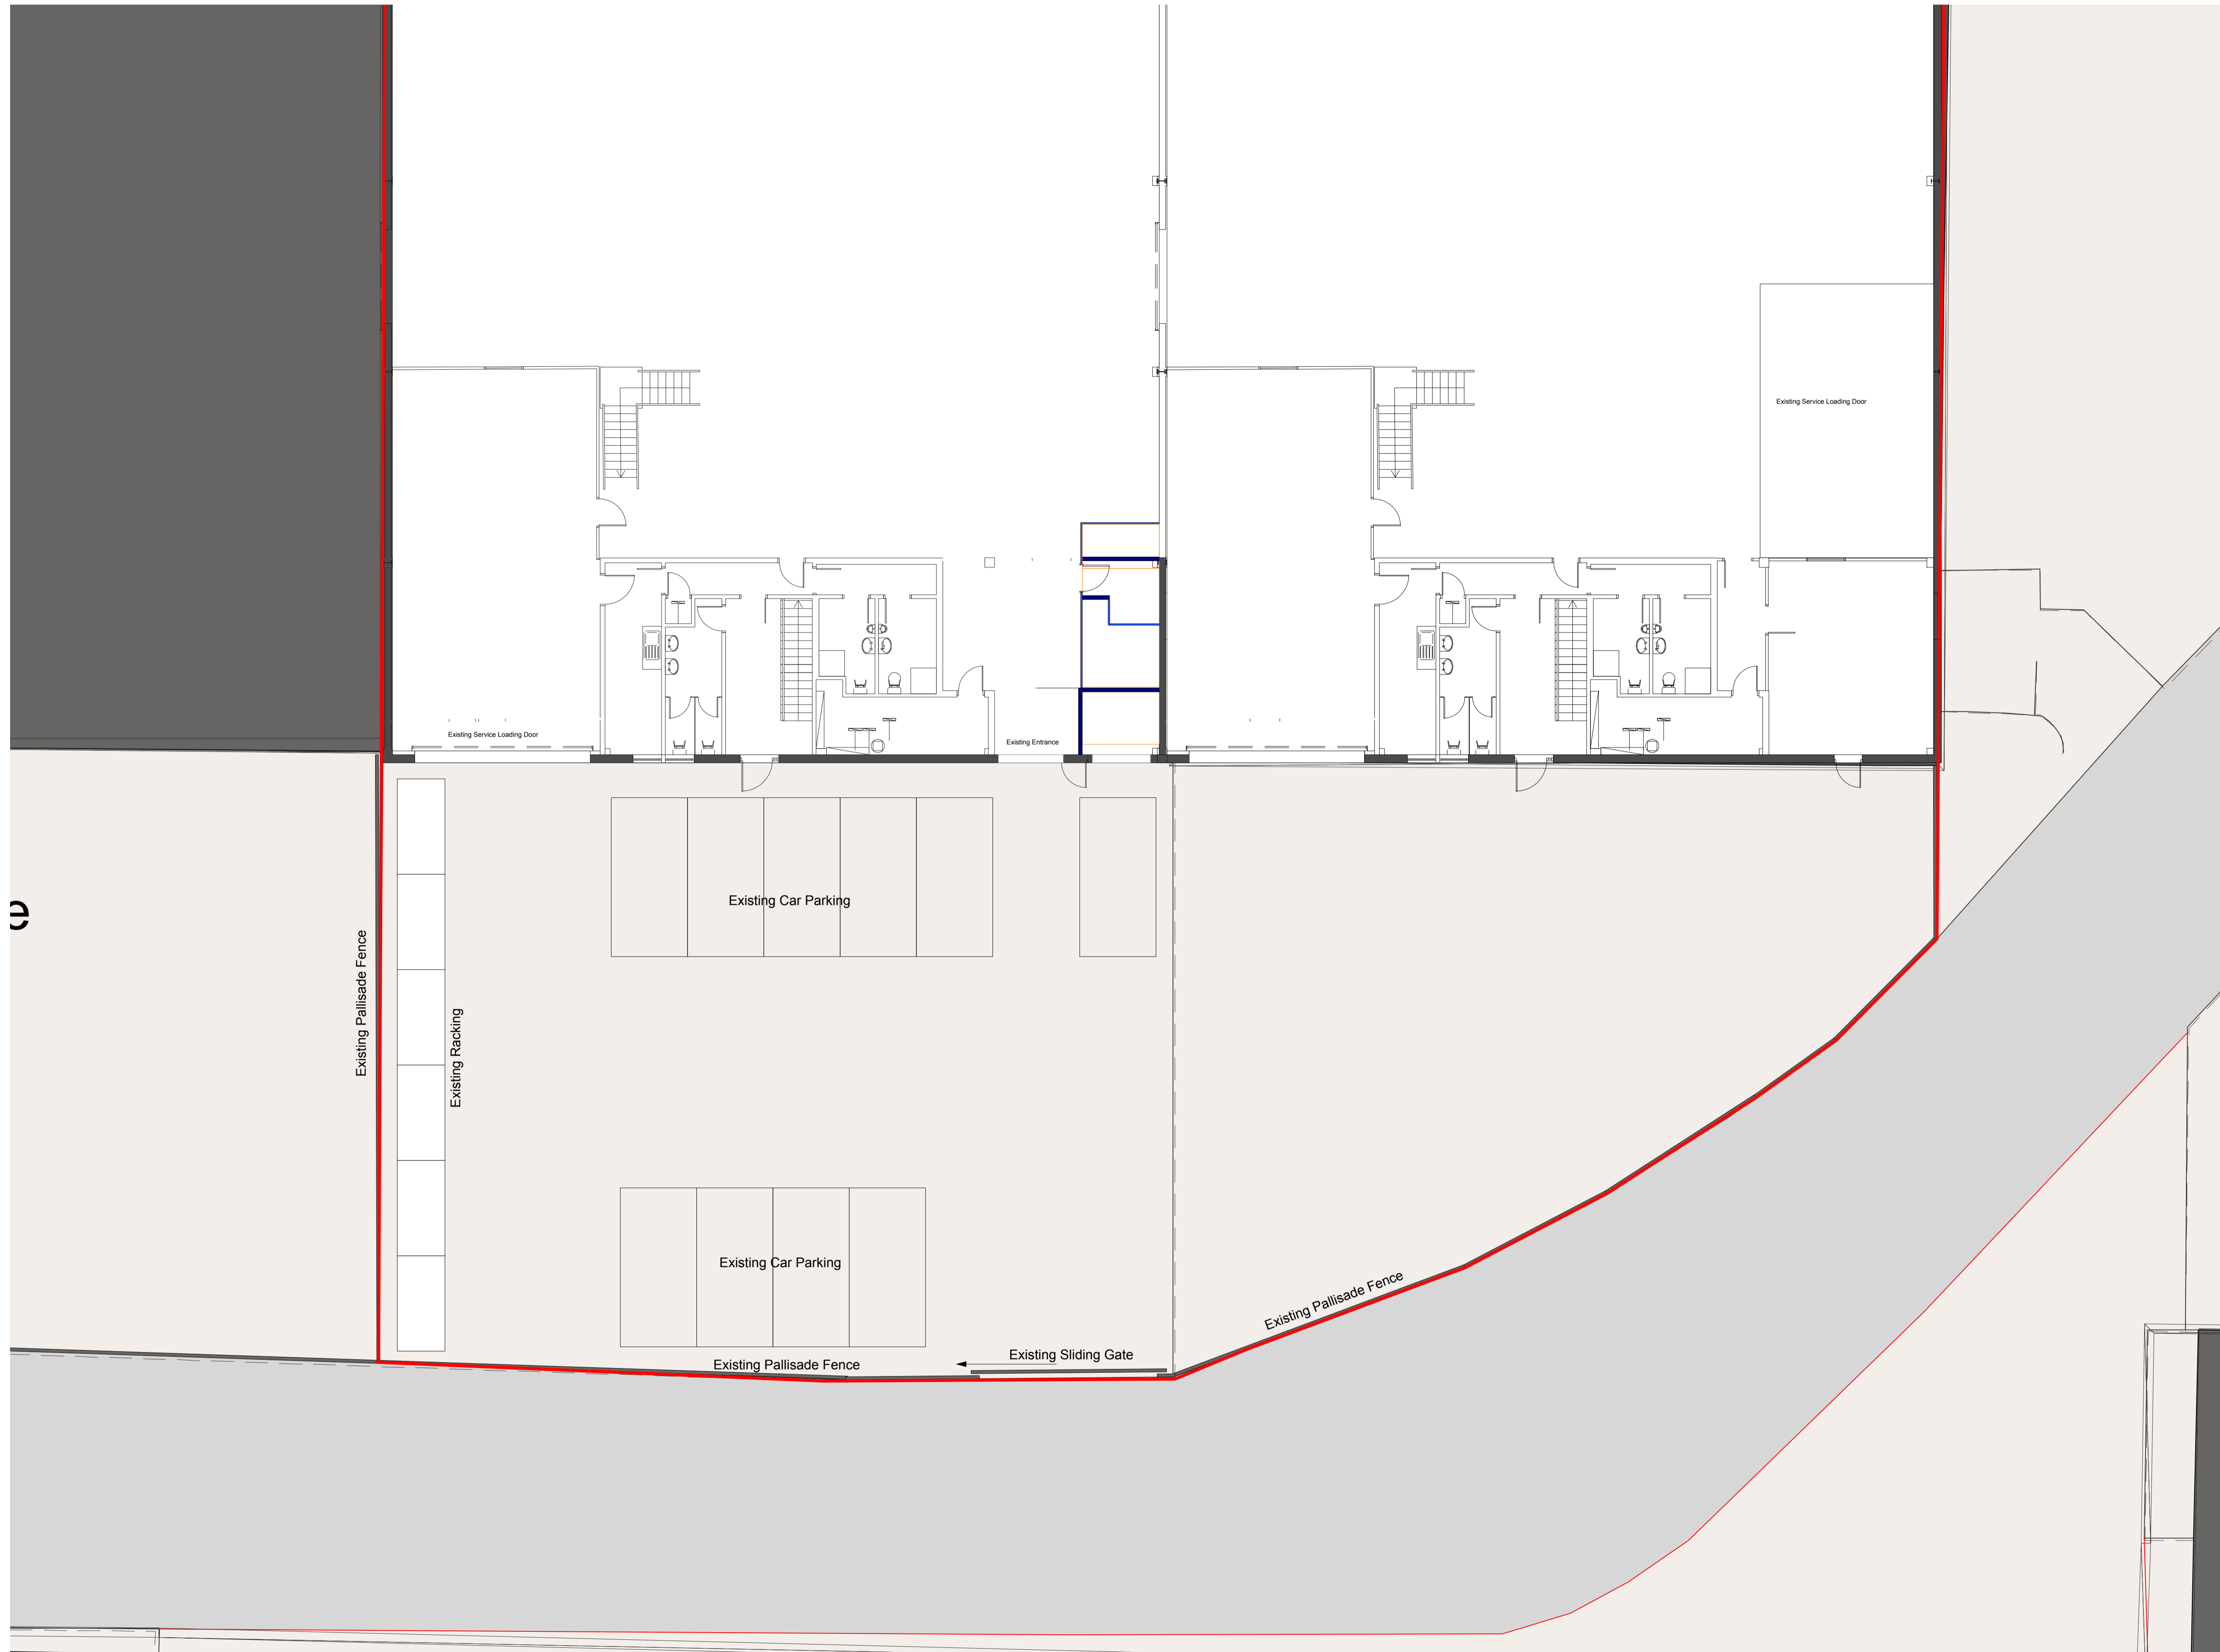 Existing Service Loading Door
Existing Service Loading Door
Existing Entrance
e
Existing Car Parking
Existing Pallisade Fence
Existing Racking
Existing Car Parking
Existing Pallisade Fence
Existing Sliding Gate
Existing Pallisade Fence